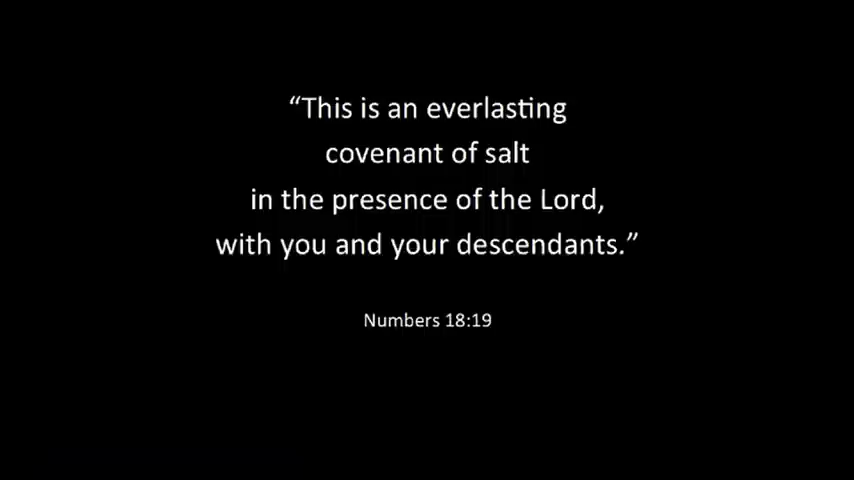 “This is an everlasting
covenant of salt
in the presence of the Lord,
with you and your descendants.”
Numbers 18:19